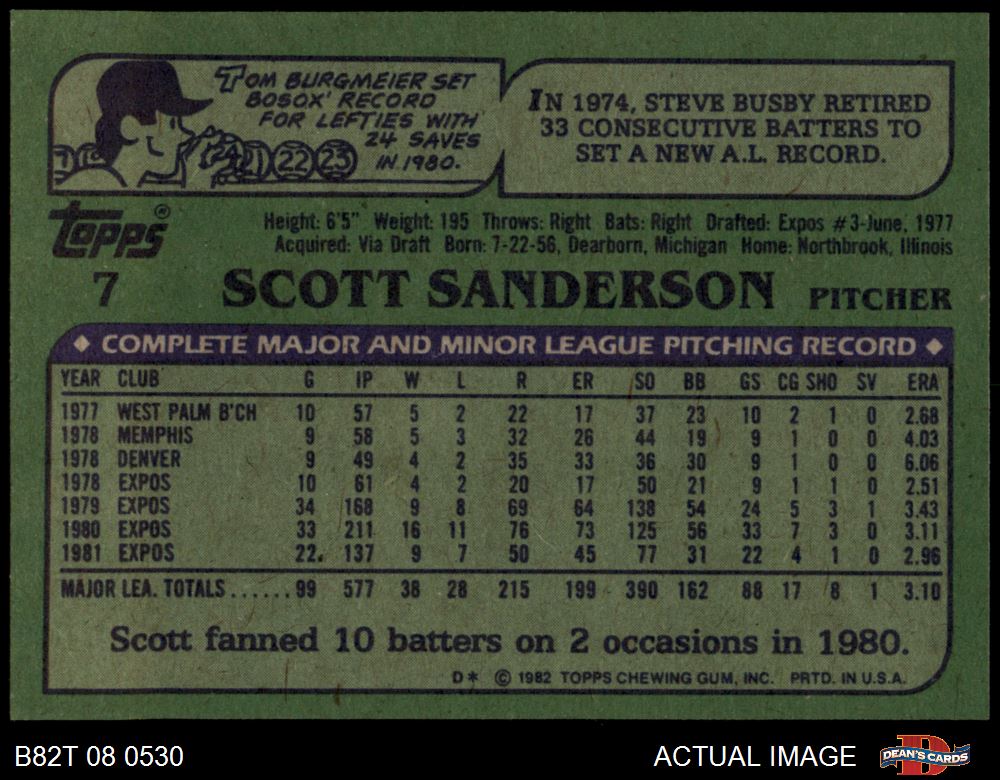 TOM BURGMEIER SET
BOSOX' RECORD
FOR LEFTIES WITH
24 SAVES
IN 1980.
21 22 23
IN 1974, STEVE BUSBY RETIRED
33 CONSECUTIVE BATTERS TO
SET A NEW A.L. RECORD.
Topps®
Height: 6'5" Weight: 195 Throws: Right Bats: Right Drafted: Expos #3-June, 1977
Acquired: Via Draft Born: 7-22-56, Dearborn, Michigan Home: Northbrook, Illinois
7 SCOTT SANDERSON PITCHER
◆ COMPLETE MAJOR AND MINOR LEAGUE PITCHING RECORD ◆
YEAR CLUB G IP W L R ER SO BB GS CG SHO SV ERA
1977 WEST PALM B'CH 10 57 5 2 22 17 37 23 10 2 1 0 2.68
1978 MEMPHIS 9 58 5 3 32 26 44 19 9 1 0 0 4.03
1978 DENVER 9 49 4 2 35 33 36 30 9 1 0 0 6.06
1978 EXPOS 10 61 4 2 20 17 50 21 9 1 1 0 2.51
1979 EXPOS 34 168 9 8 69 64 138 54 24 5 3 1 3.43
1980 EXPOS 33 211 16 11 76 73 125 56 33 7 3 0 3.11
1981 EXPOS 22 137 9 7 50 45 77 31 22 4 1 0 2.96
MAJOR LEA. TOTALS ...... 99 577 38 28 215 199 390 162 88 17 8 1 3.10
Scott fanned 10 batters on 2 occasions in 1980.
D* © 1982 TOPPS CHEWING GUM, INC. PRTD. IN U.S.A.
B82T 08 0530 ACTUAL IMAGE DEAN'S CARDS